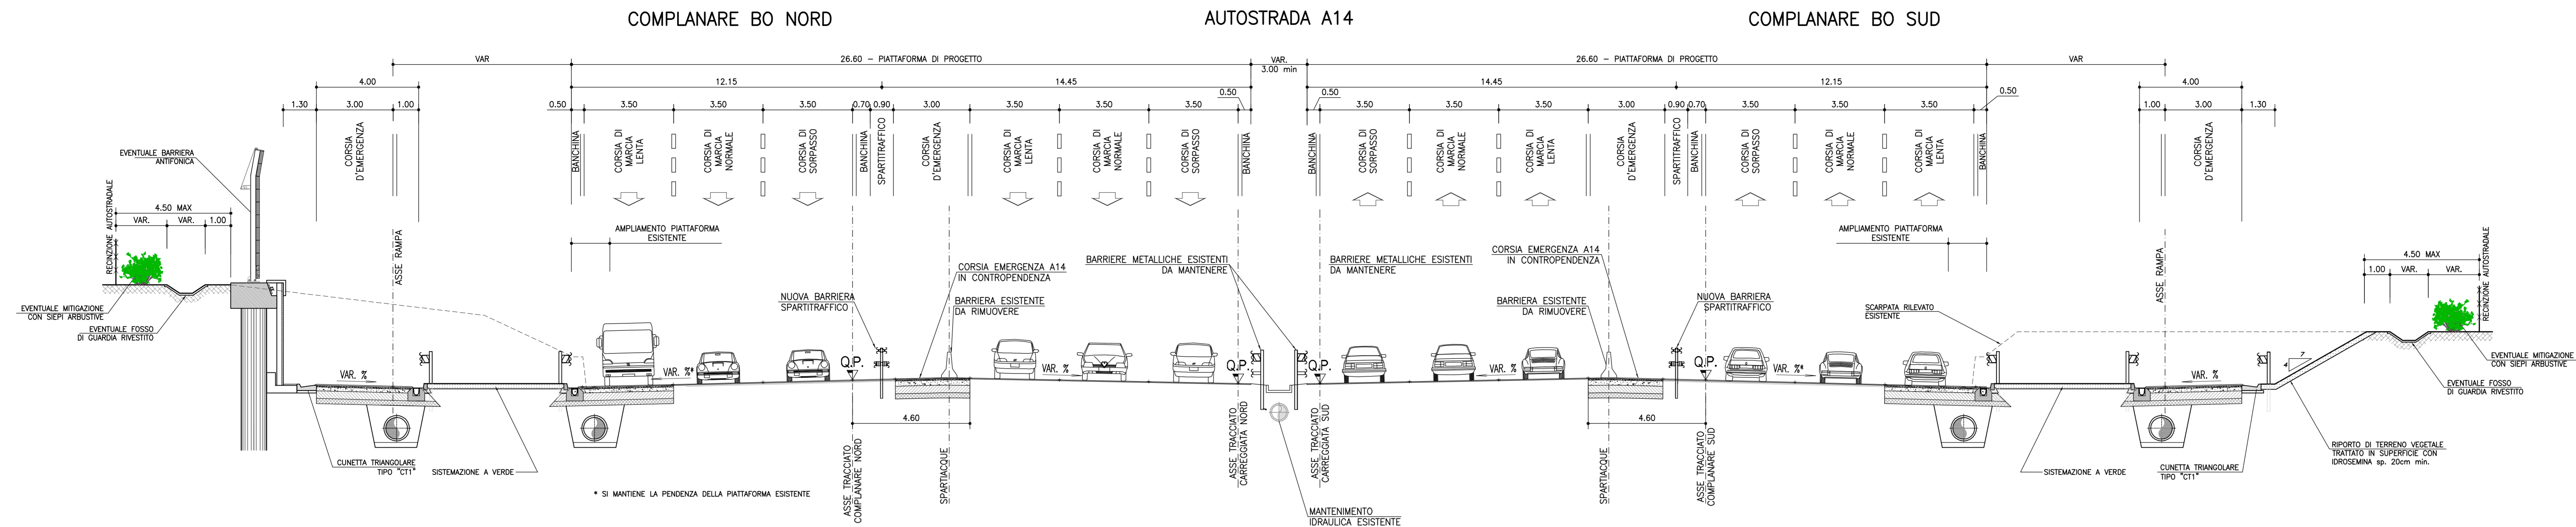 COMPLANARE BO NORD
AUTOSTRADA A14
COMPLANARE BO SUD
VAR
26.60 – PIATTAFORMA DI PROGETTO
VAR.
3.00 min
26.60 – PIATTAFORMA DI PROGETTO
VAR
4.00
12.15
14.45
14.45
12.15
4.00
1.30
3.00
1.00
0.50
3.50
3.50
3.50
0.70
0.90
3.00
3.50
3.50
3.50
0.50
0.50
3.50
3.50
3.50
3.00
0.90
0.70
3.50
3.50
3.50
0.50
1.00
3.00
1.30
CORSIA
D'EMERGENZA
BANCHINA
CORSIA DI
MARCIA
LENTA
CORSIA DI
MARCIA
NORMALE
CORSIA DI
SORPASSO
BANCHINA
SPARTITRAFFICO
CORSIA
D'EMERGENZA
CORSIA DI
MARCIA
LENTA
CORSIA DI
MARCIA
NORMALE
CORSIA DI
SORPASSO
BANCHINA
BANCHINA
CORSIA DI
SORPASSO
CORSIA DI
MARCIA
NORMALE
CORSIA DI
MARCIA
LENTA
CORSIA
D'EMERGENZA
SPARTITRAFFICO
BANCHINA
CORSIA DI
SORPASSO
CORSIA DI
MARCIA
NORMALE
CORSIA DI
MARCIA
LENTA
BANCHINA
CORSIA
D'EMERGENZA
EVENTUALE BARRIERA
ANTIFONICA
RECINZIONE AUTOSTRADALE
4.50 MAX
VAR.
VAR.
1.00
ASSE RAMPA
AMPLIAMENTO PIATTAFORMA
ESISTENTE
AMPLIAMENTO PIATTAFORMA
ESISTENTE
ASSE RAMPA
4.50 MAX
1.00
VAR.
VAR.
RECINZIONE AUTOSTRADALE
EVENTUALE MITIGAZIONE
CON SIEPI ARBUSTIVE
EVENTUALE FOSSO
DI GUARDIA RIVESTITO
NUOVA BARRIERA
SPARTITRAFFICO
CORSIA EMERGENZA A14
IN CONTROPENDENZA
BARRIERA ESISTENTE
DA RIMUOVERE
BARRIERE METALLICHE ESISTENTI
DA MANTENERE
BARRIERE METALLICHE ESISTENTI
DA MANTENERE
CORSIA EMERGENZA A14
IN CONTROPENDENZA
BARRIERA ESISTENTE
DA RIMUOVERE
NUOVA BARRIERA
SPARTITRAFFICO
SCARPATA RILEVATO
ESISTENTE
EVENTUALE MITIGAZIONE
CON SIEPI ARBUSTIVE
EVENTUALE FOSSO
DI GUARDIA RIVESTITO
VAR. %
VAR. %*
Q.P.
VAR. %
Q.P.
Q.P.
VAR. %
Q.P.
VAR. %*
VAR. %
7
4
4.60
4.60
CUNETTA TRIANGOLARE
TIPO "CT1"
SISTEMAZIONE A VERDE
* SI MANTIENE LA PENDENZA DELLA PIATTAFORMA ESISTENTE
ASSE TRACCIATO
COMPLANARE NORD
SPARTIACQUE
ASSE TRACCIATO
CARREGGIATA NORD
MANTENIMENTO
IDRAULICA ESISTENTE
ASSE TRACCIATO
CARREGGIATA SUD
SPARTIACQUE
ASSE TRACCIATO
COMPLANARE SUD
SISTEMAZIONE A VERDE
CUNETTA TRIANGOLARE
TIPO "CT1"
RIPORTO DI TERRENO VEGETALE
TRATTATO IN SUPERFICIE CON
IDROSEMINA sp. 20cm min.